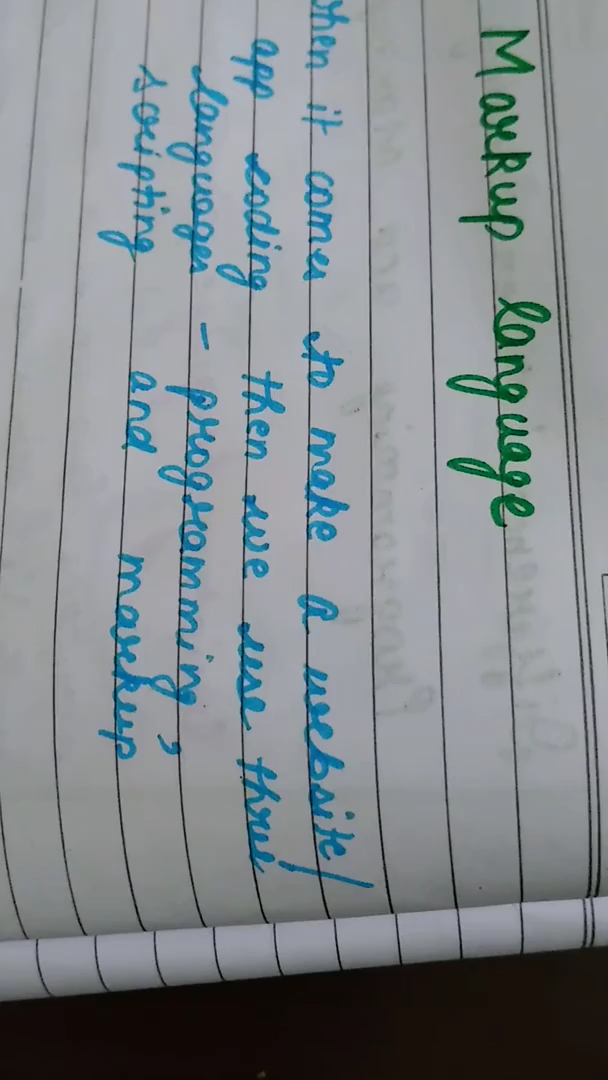 Markup language
when it comes to make a website/
app coding then we use three
languages - programming,
scripting and markup